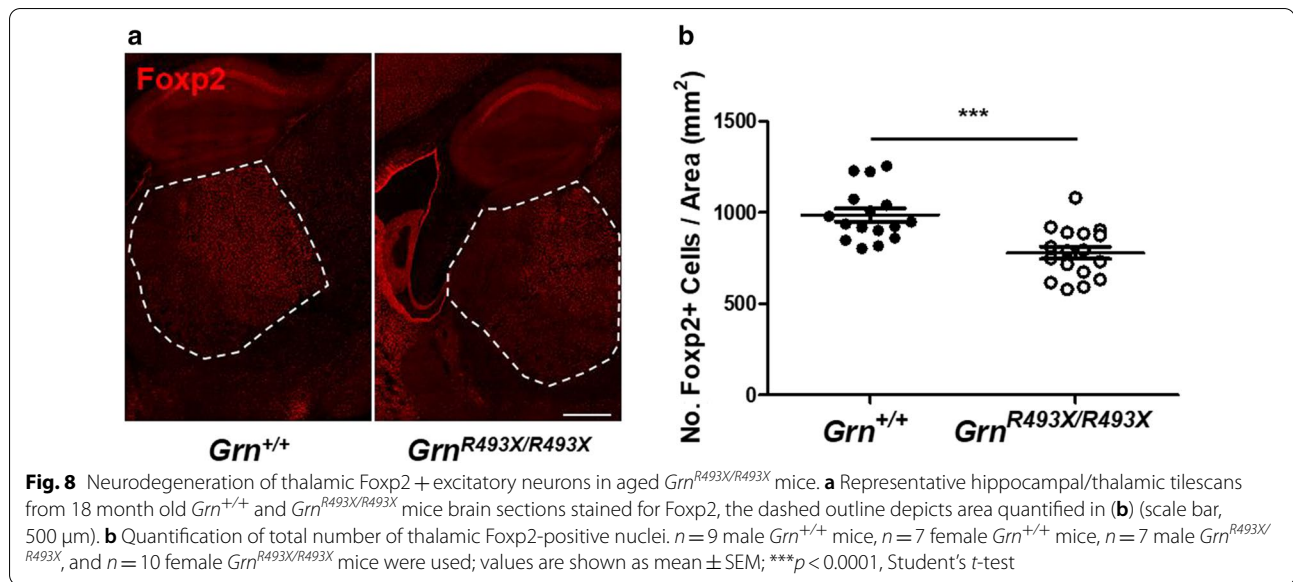 a
b
Foxp2
Grn+/+
GrnR493X/R493X
No. Foxp2+ Cells / Area (mm2)
1500
1000
500
0
***
Grn+/+
GrnR493X/R493X
Fig. 8 Neurodegeneration of thalamic Foxp2 + excitatory neurons in aged GrnR493X/R493X mice. a Representative hippocampal/thalamic tilescans
from 18 month old Grn+/+ and GrnR493X/R493X mice brain sections stained for Foxp2, the dashed outline depicts area quantified in (b) (scale bar,
500 µm). b Quantification of total number of thalamic Foxp2-positive nuclei. n = 9 male Grn+/+ mice, n = 7 female Grn+/+ mice, n = 7 male GrnR493X/
R493X, and n = 10 female GrnR493X/R493X mice were used; values are shown as mean ± SEM; ***p < 0.0001, Student's t-test